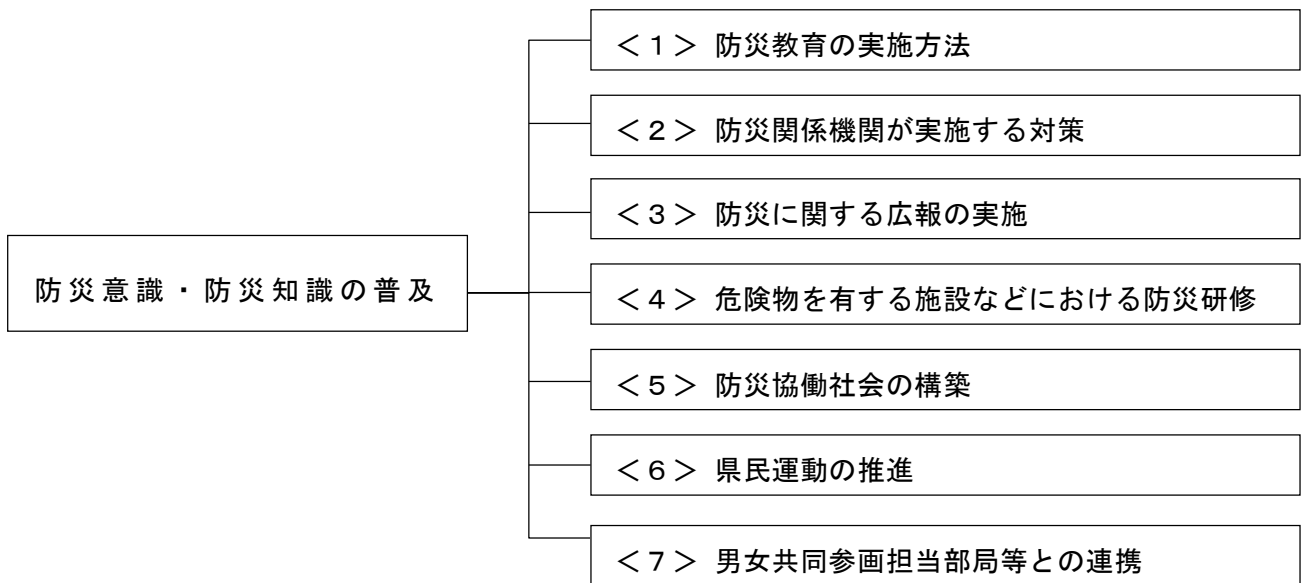 <1> 防災教育の実施方法
<2> 防災関係機関が実施する対策
<3> 防災に関する広報の実施
防災意識・防災知識の普及
<4> 危険物を有する施設などにおける防災研修
<5> 防災協働社会の構築
<6> 県民運動の推進
<7> 男女共同参画担当部局等との連携